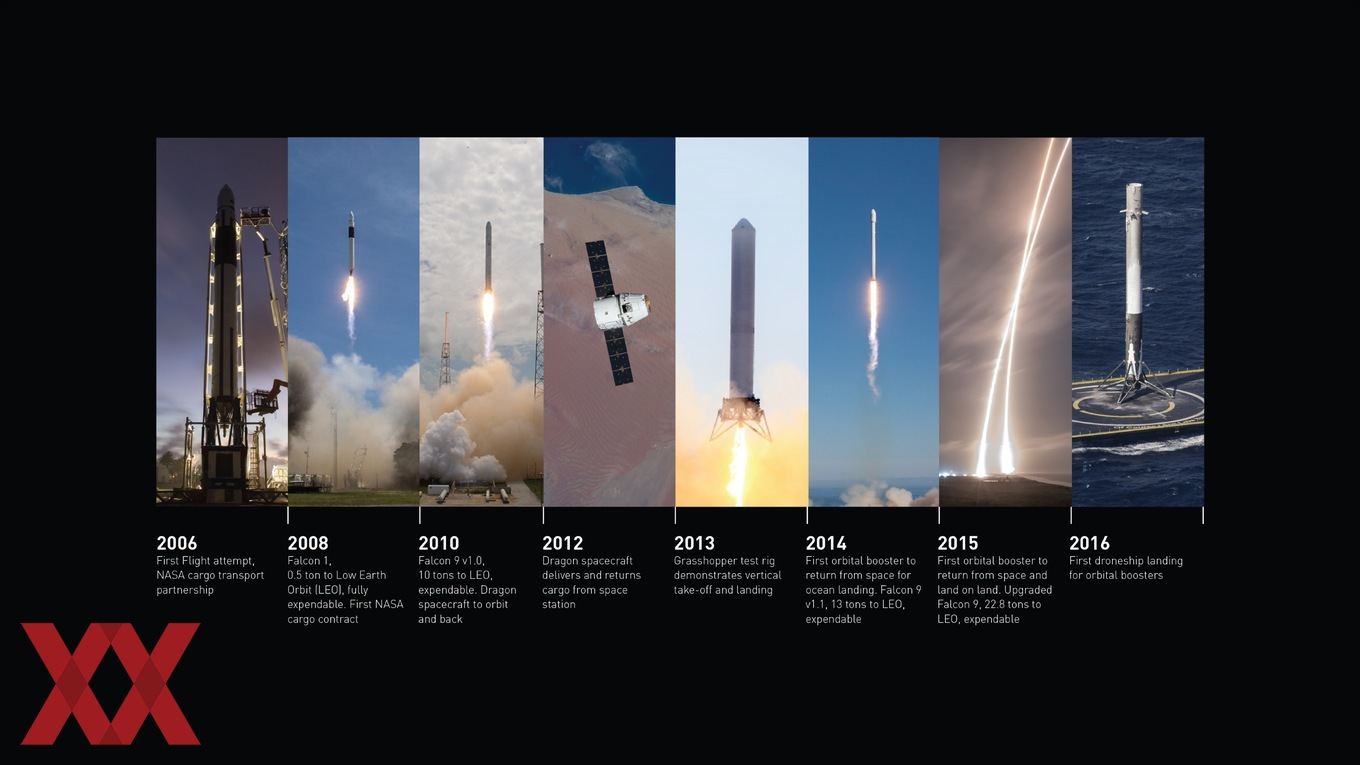 2006
First Flight attempt,
NASA cargo transport
partnership
2008
Falcon 1,
0.5 ton to Low Earth
Orbit (LEO), fully
expendable. First NASA
cargo contract
2010
Falcon 9 v1.0,
10 tons to LEO,
expendable. Dragon
spacecraft to orbit
and back
2012
Dragon spacecraft
delivers and returns
cargo from space
station
2013
Grasshopper test rig
demonstrates vertical
take-off and landing
2014
First orbital booster to
return from space for
ocean landing. Falcon 9
v1.1, 13 tons to LEO,
expendable
2015
First orbital booster to
return from space and
land on land. Upgraded
Falcon 9, 22.8 tons to
LEO, expendable
2016
First droneship landing
for orbital boosters
XX